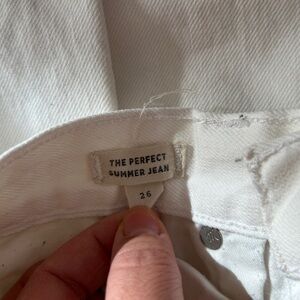 THE PERFECT
SUMMER JEAN
26